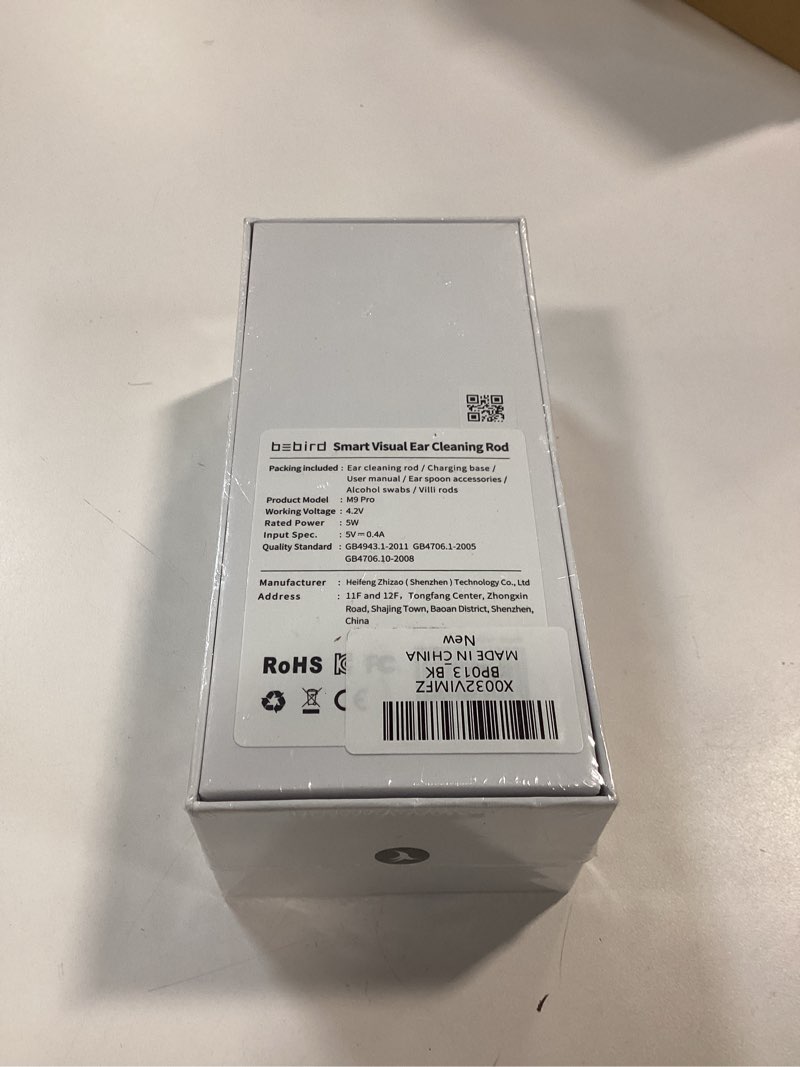 bebird Smart Visual Ear Cleaning Rod
Packing included : Ear cleaning rod / Charging base /
User manual / Ear spoon accessories /
Alcohol swabs / Villi rods
Product Model : M9 Pro
Working Voltage : 4.2V
Rated Power : 5W
Input Spec. : 5V⎓0.4A
Quality Standard : GB4943.1-2011 GB4706.1-2005
GB4706.10-2008
Manufacturer : Heifeng Zhizao ( Shenzhen ) Technology Co., Ltd
Address : 11F and 12F, Tongfang Center, Zhongxin
Road, Shajing Town, Baoan District, Shenzhen,
China
RoHS FC
CE
X0032VIMFZ
BP013_BK
MADE IN CHINA
New